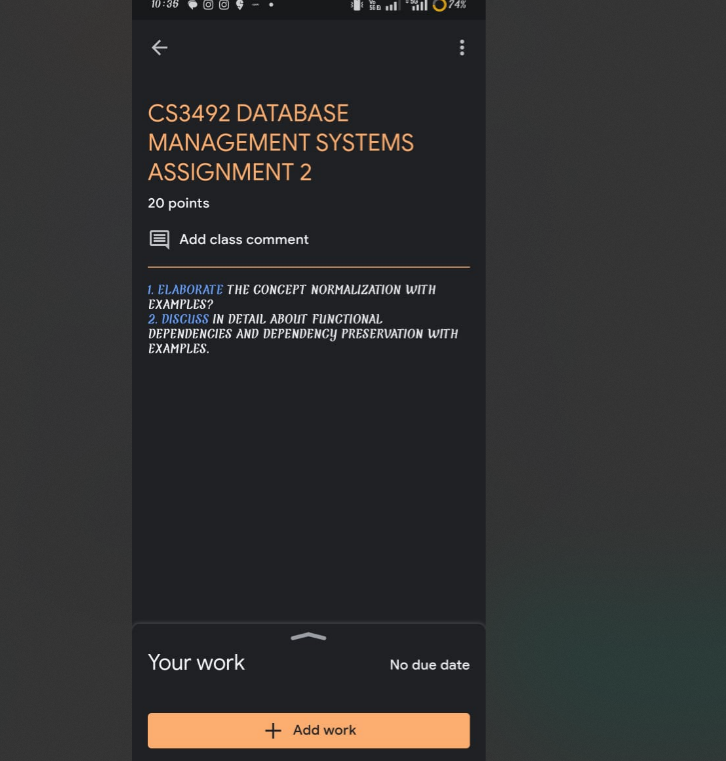 10:36
74%
CS3492 DATABASE
MANAGEMENT SYSTEMS
ASSIGNMENT 2
20 points
Add class comment
1. ELABORATE THE CONCEPT NORMALIZATION WITH
EXAMPLES?
2. DISCUSS IN DETAIL ABOUT FUNCTIONAL
DEPENDENCIES AND DEPENDENCY PRESERVATION WITH
EXAMPLES.
Your work
No due date
+ Add work